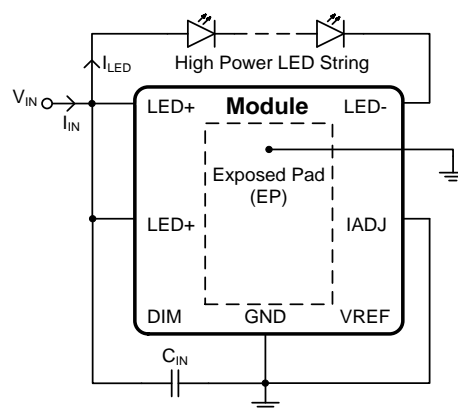 I_LED
High Power LED String
V_IN
I_IN
LED+
Module
LED-
Exposed Pad
(EP)
LED+
IADJ
DIM
GND
VREF
C_IN